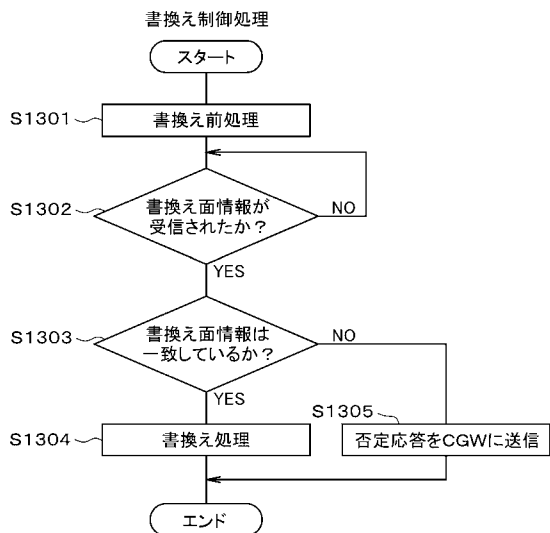 書換え制御処理
スタート
S1301
書換え前処理
S1302
書換え面情報が
受信されたか？
NO
YES
S1303
書換え面情報は
一致しているか？
NO
YES
S1304
書換え処理
S1305
否定応答をCGWに送信
エンド